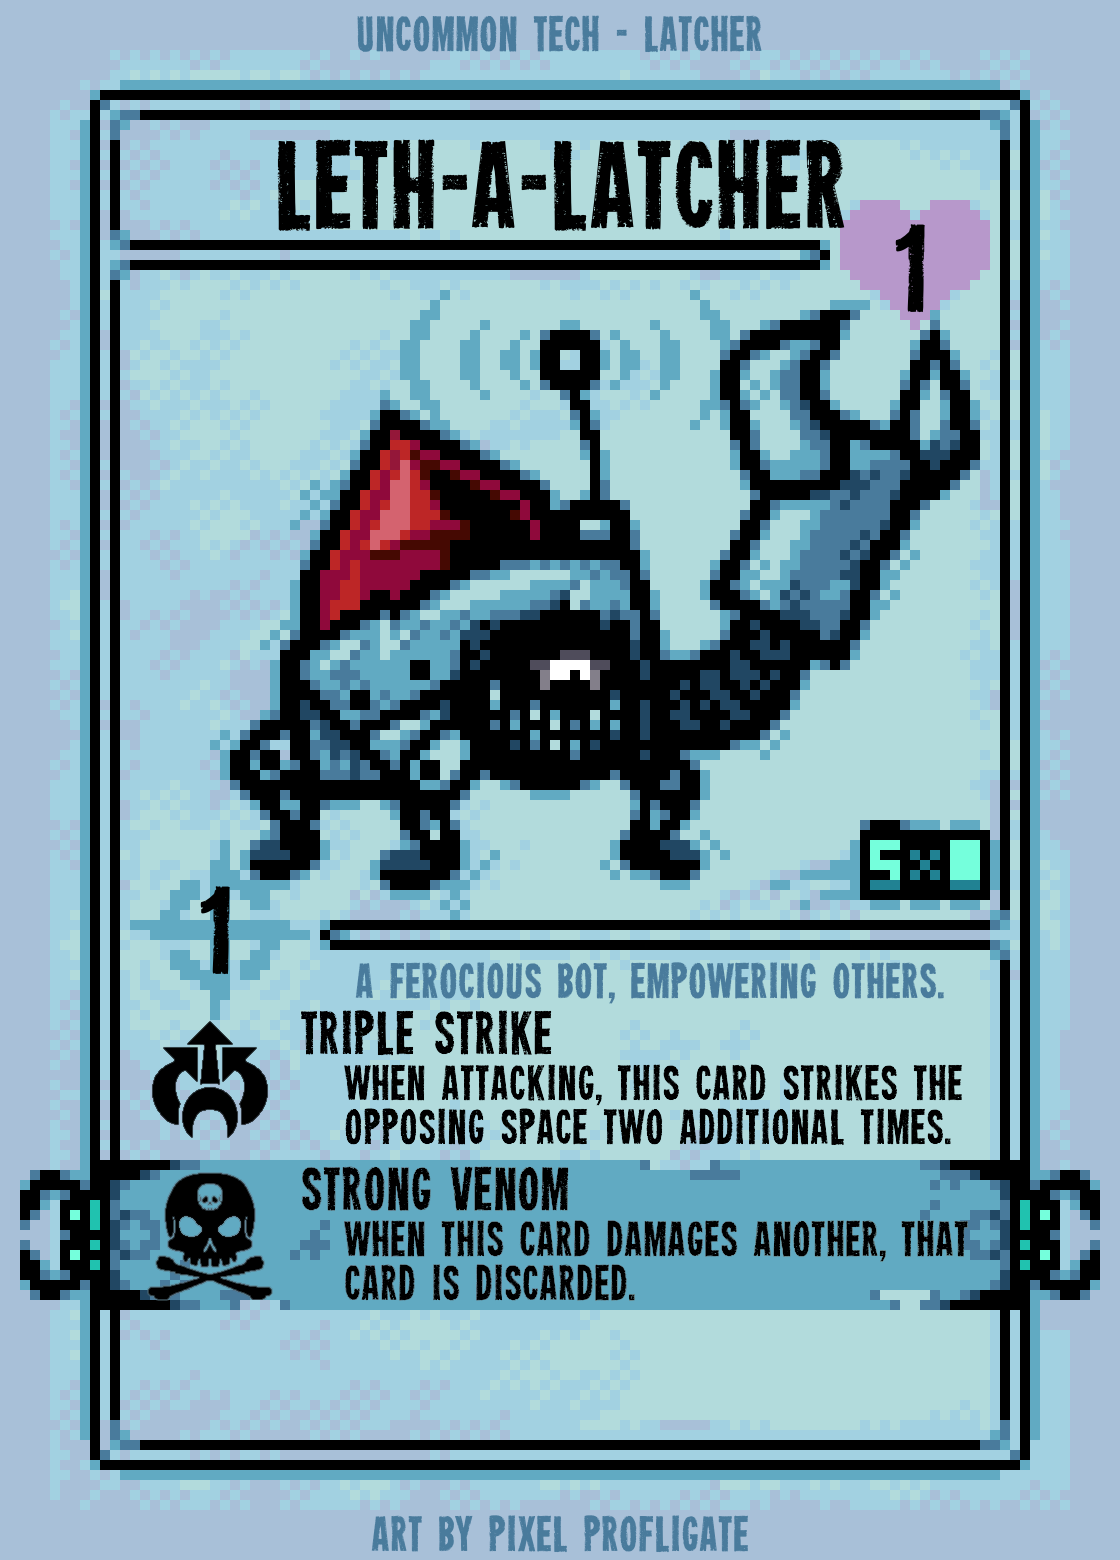 UNCOMMON TECH - LATCHER
LETH-A-LATCHER
1
5x
1
A FEROCIOUS BOT, EMPOWERING OTHERS.
TRIPLE STRIKE
WHEN ATTACKING, THIS CARD STRIKES THE
OPPOSING SPACE TWO ADDITIONAL TIMES.
STRONG VENOM
WHEN THIS CARD DAMAGES ANOTHER, THAT
CARD IS DISCARDED.
ART BY PIXEL PROFLIGATE